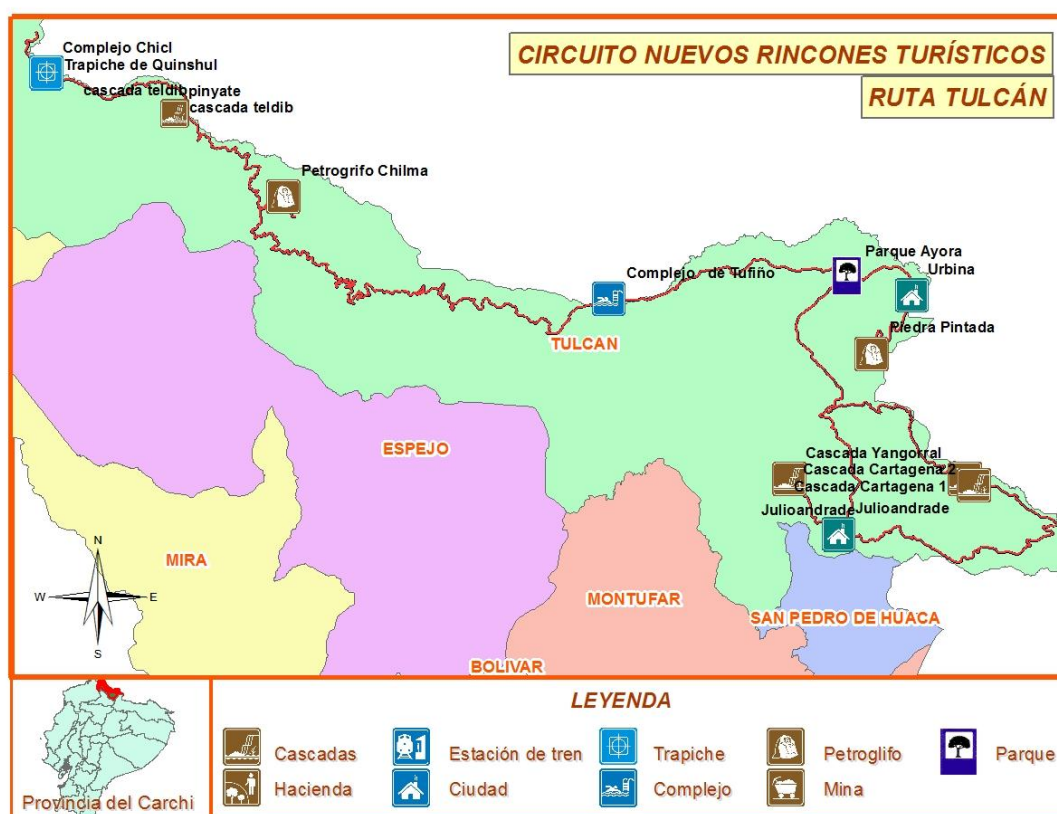 CIRCUITO NUEVOS RINCONES TURÍSTICOS
RUTA TULCÁN
Complejo Chicl
Trapiche de Quinshul
cascada teldibpinyate
cascada teldib
Petrogrifo Chilma
Parque Ayora
Urbina
Complejo de Tufiño
Piedra Pintada
TULCAN
ESPEJO
Cascada Yangorral
Cascada Cartagena 2
Cascada Cartagena 1
Julioandrade
Julioandrade
MIRA
MONTUFAR
SAN PEDRO DE HUACA
BOLIVAR
N
W
E
S
Provincia del Carchi
LEYENDA
Cascadas
Estación de tren
Trapiche
Petroglifo
Parque
Hacienda
Ciudad
Complejo
Mina